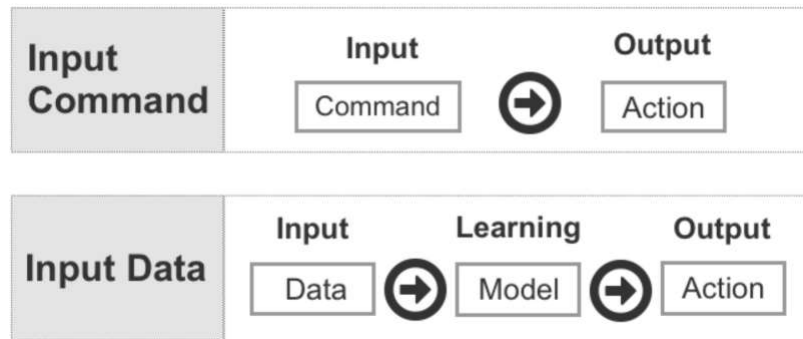 Input
Command
Input Output
Command Action
Input Data
Input Learning Output
Data Model Action